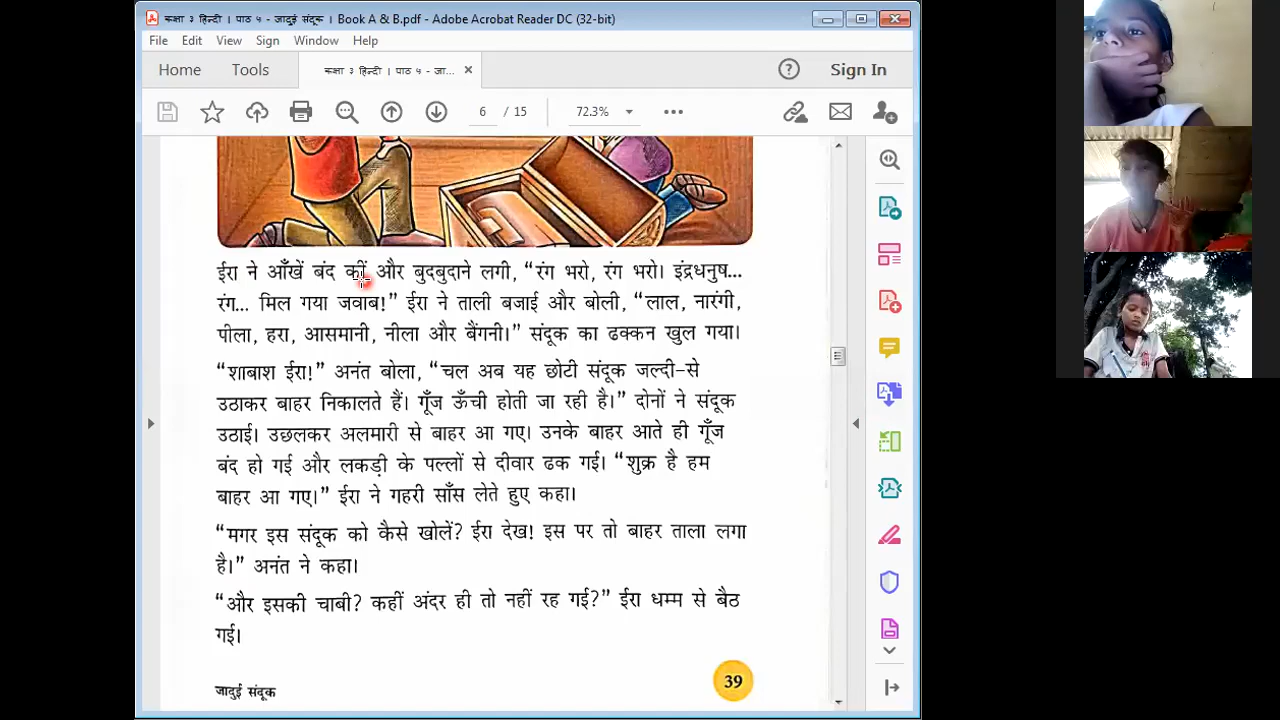 कक्षा ३ हिन्दी । पाठ ५ - जादुई संदूक । Book A & B.pdf - Adobe Acrobat Reader DC (32-bit)
File Edit View Sign Window Help
Home Tools कक्षा ३ हिन्दी । पाठ ५ - जा... Sign In
6 / 15 72.3%
ईरा ने आँखें बंद कीं और बुदबुदाने लगी, “रंग भरो, रंग भरो। इंद्रधनुष...
रंग... मिल गया जवाब!” ईरा ने ताली बजाई और बोली, “लाल, नारंगी,
पीला, हरा, आसमानी, नीला और बैंगनी।” संदूक का ढक्कन खुल गया।
“शाबाश ईरा!” अनंत बोला, “चल अब यह छोटी संदूक जल्दी-से
उठाकर बाहर निकालते हैं। गूँज ऊँची होती जा रही है।” दोनों ने संदूक
उठाई। उछलकर अलमारी से बाहर आ गए। उनके बाहर आते ही गूँज
बंद हो गई और लकड़ी के पल्लों से दीवार ढक गई। “शुक्र है हम
बाहर आ गए।” ईरा ने गहरी साँस लेते हुए कहा।
“मगर इस संदूक को कैसे खोलें? ईरा देख! इस पर तो बाहर ताला लगा
है।” अनंत ने कहा।
“और इसकी चाबी? कहीं अंदर ही तो नहीं रह गई?” ईरा धम्म से बैठ
गई।
जादुई संदूक 39